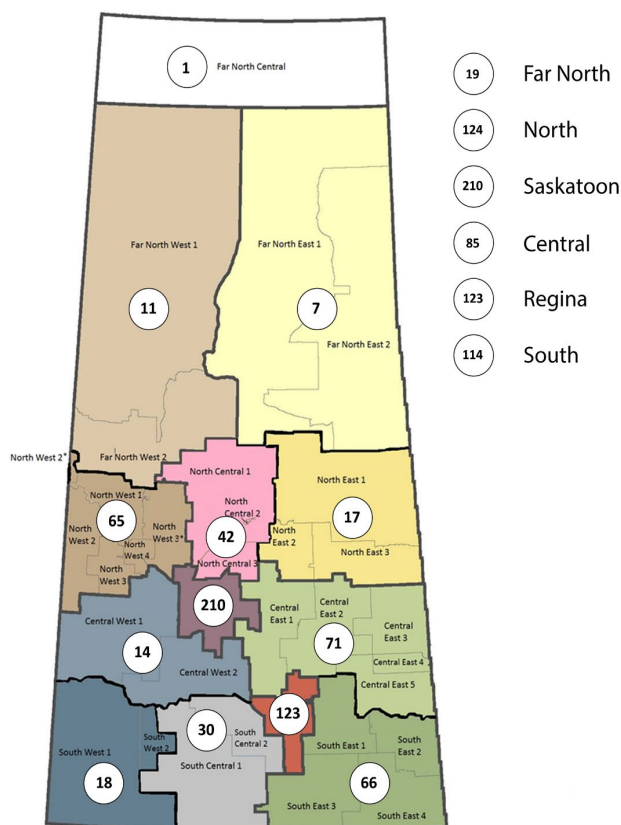 1
Far North Central
19
Far North
124
North
210
Saskatoon
85
Central
123
Regina
114
South
Far North West 1
Far North East 1
11
7
Far North East 2
North West 2*
Far North West 2
North Central 1
North East 1
North West 1
North
Central 2
65
17
North
West 2
North
West 3*
42
North
East 2
North
West 4
North East 3
North Central 3
North
West 3
210
Central
East 1
Central
East 2
Central West 1
Central
East 3
71
14
Central East 4
Central West 2
Central East 5
123
30
South
Central 2
South
West 2
South West 1
South East 1
South
East 2
South Central 1
18
66
South East 3
South East 4